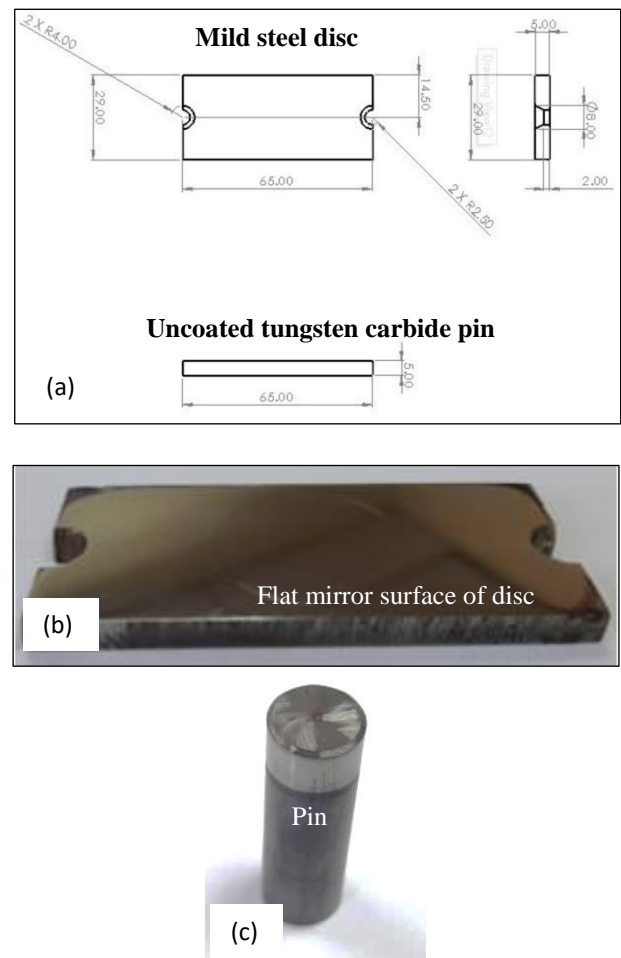 Mild steel disc
2 X R4.00
29.00
14.50
65.00
2 X R2.50
5.00
29.00
Ø8.00
2.00
Uncoated tungsten carbide pin
5.00
65.00
(a)
Flat mirror surface of disc
(b)
Pin
(c)